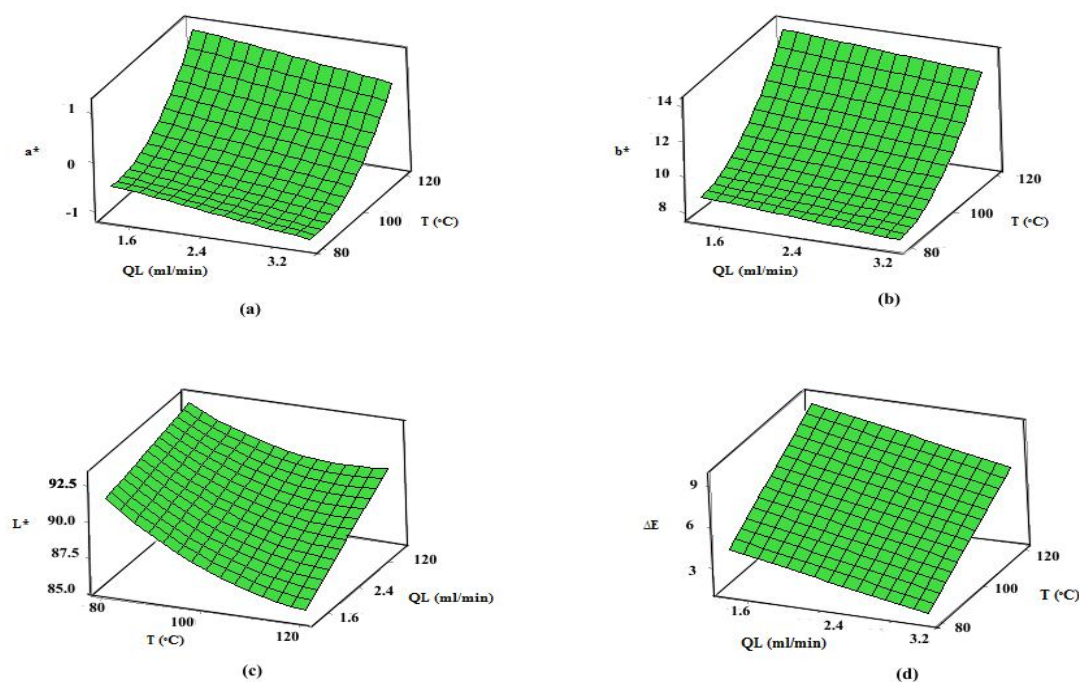 1
a*
0
-1
1.6
2.4
3.2
QL (ml/min)
80
100
120
T (°C)
(a)
14
12
b*
10
8
1.6
2.4
3.2
QL (ml/min)
80
100
120
T (°C)
(b)
92.5
L*
90.0
87.5
85.0
80
100
120
T (°C)
1.6
2.4
120
QL (ml/min)
(c)
9
6
ΔE
3
1.6
2.4
3.2
QL (ml/min)
80
100
120
T (°C)
(d)